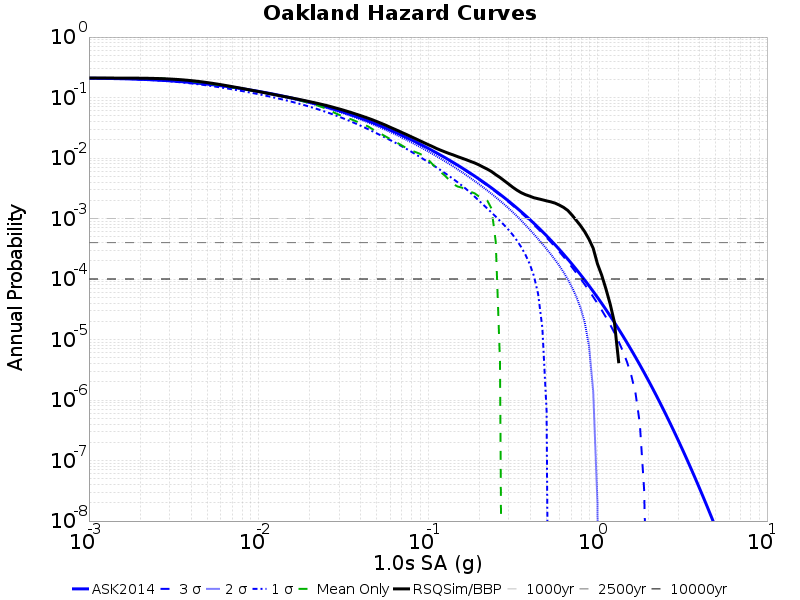 Oakland Hazard Curves
10^0
10^-1
10^-2
10^-3
10^-4
10^-5
10^-6
10^-7
10^-8
Annual Probability
10^-3 10^-2 10^-1 10^0 10^1
1.0s SA (g)
ASK2014 3 σ 2 σ 1 σ Mean Only RSQSim/BBP 1000yr 2500yr 10000yr